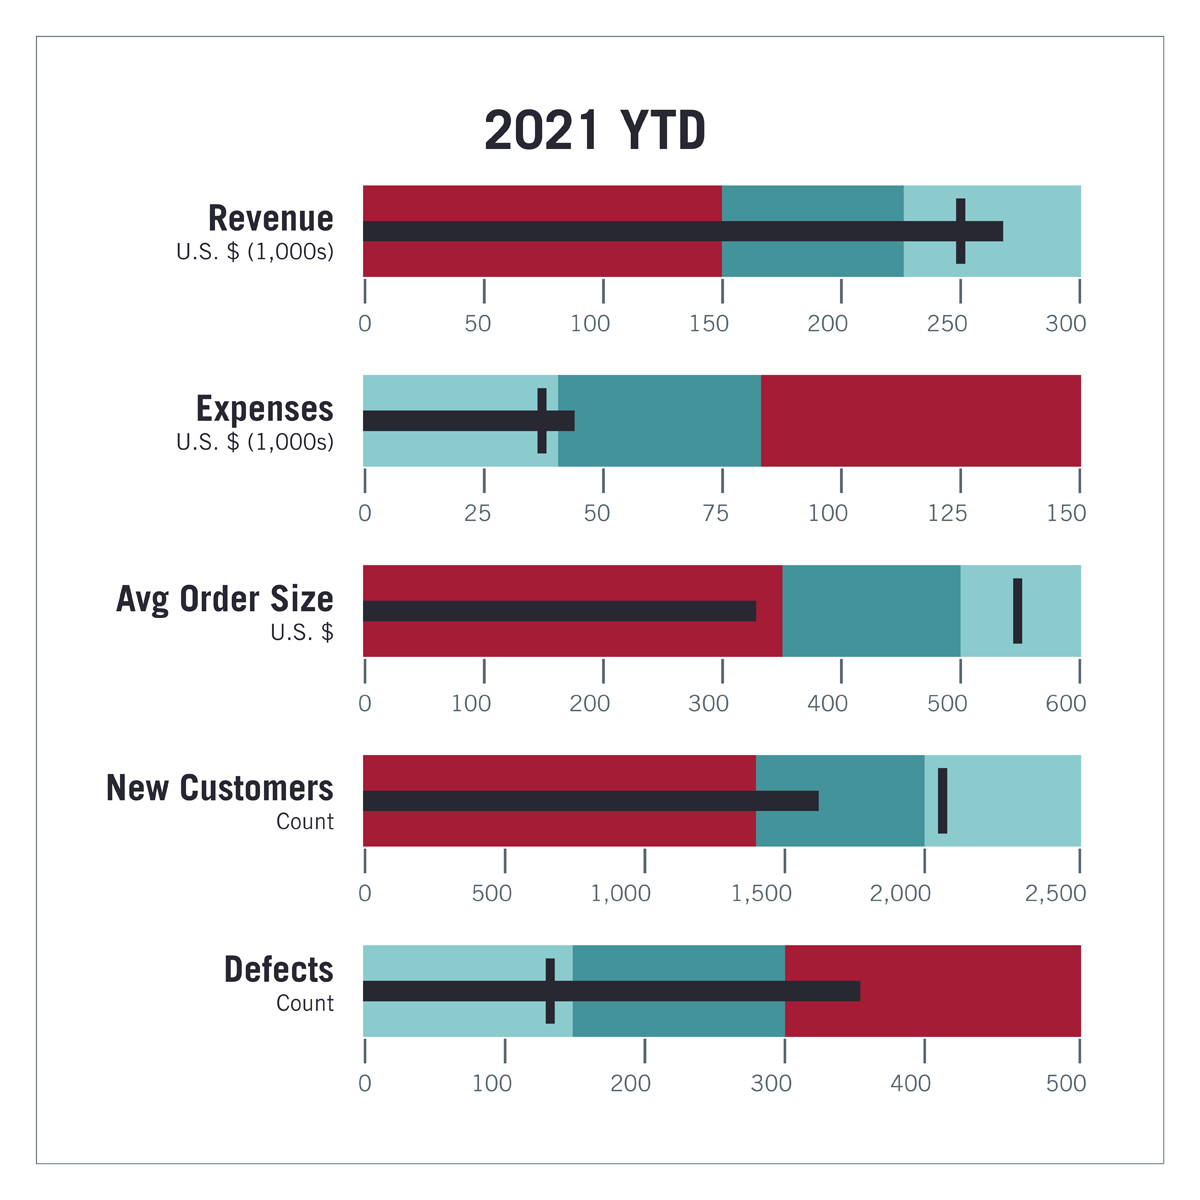 2021 YTD
Revenue
U.S. $ (1,000s)
0 50 100 150 200 250 300
Expenses
U.S. $ (1,000s)
0 25 50 75 100 125 150
Avg Order Size
U.S. $
0 100 200 300 400 500 600
New Customers
Count
0 500 1,000 1,500 2,000 2,500
Defects
Count
0 100 200 300 400 500